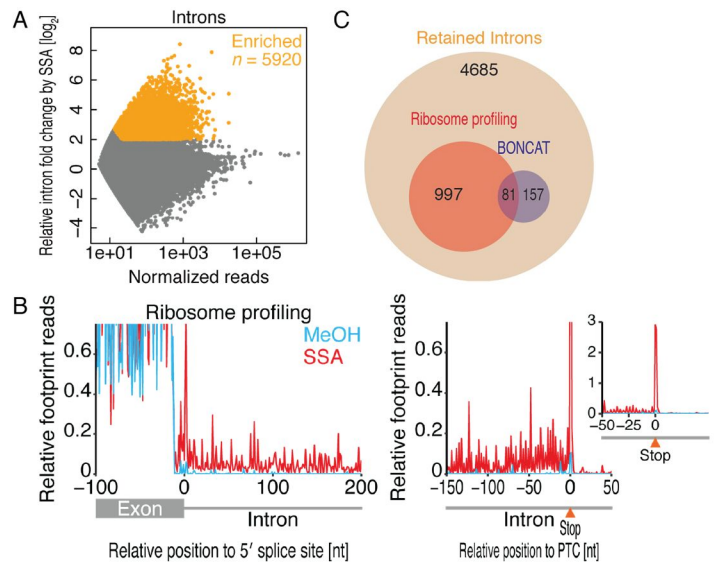 A
Introns
Relative intron fold change by SSA [log2]
8
6
4
2
0
−2
−4
Enriched
n = 5920
1e+01
1e+03
1e+05
Normalized reads
C
Retained Introns
4685
Ribosome profiling
BONCAT
997
81
157
B
Ribosome profiling
MeOH
SSA
Relative footprint reads
0.6
0.4
0.2
0
−100
0
100
200
Exon
Intron
Relative position to 5′ splice site [nt]
Relative footprint reads
0.6
0.4
0.2
0
−150
−100
−50
0
50
Intron
Stop
Relative position to PTC [nt]
3
2
1
0
−50
−25
0
Stop